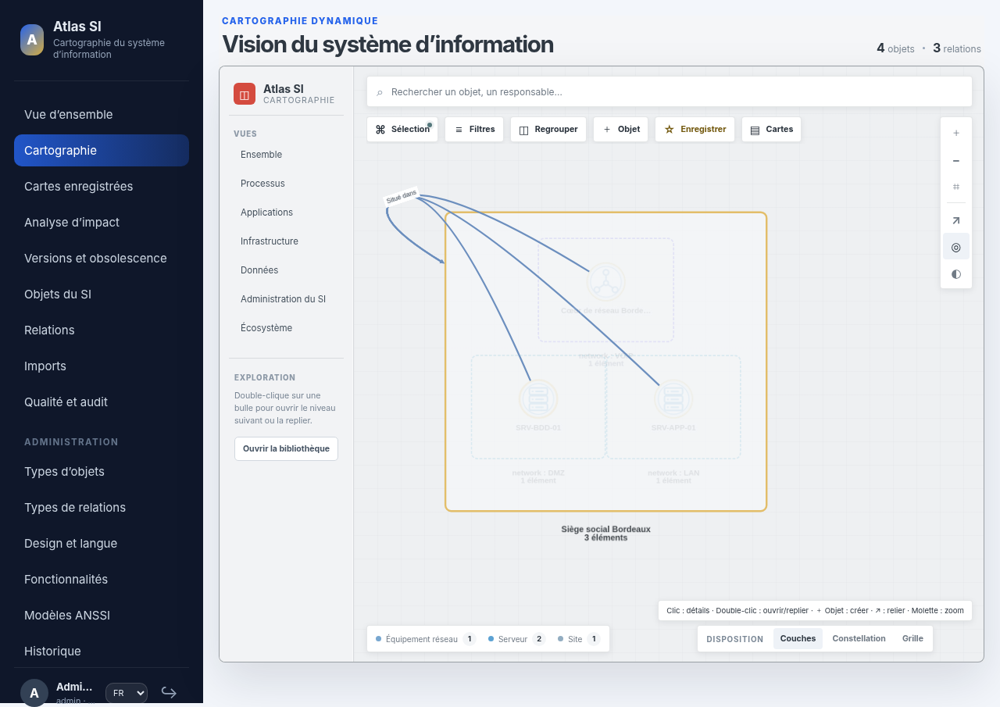 A
Atlas SI
Cartographie du système
d'information
Vue d'ensemble
Cartographie
Cartes enregistrées
Analyse d'impact
Versions et obsolescence
Objets du SI
Relations
Imports
Qualité et audit
ADMINISTRATION
Types d'objets
Types de relations
Design et langue
Fonctionnalités
Modèles ANSSI
Historique
A
Admi...
admin · ...
FR
CARTOGRAPHIE DYNAMIQUE
Vision du système d'information
4 objets • 3 relations
Atlas SI
CARTOGRAPHIE
VUES
Ensemble
Processus
Applications
Infrastructure
Données
Administration du SI
Écosystème
EXPLORATION
Double-clique sur une
bulle pour ouvrir le niveau
suivant ou la replier.
Ouvrir la bibliothèque
Rechercher un objet, un responsable...
⌘ Sélection
≡ Filtres
Regrouper
+ Objet
☆ Enregistrer
Cartes
Situé dans
Cœur de réseau Borde...
network : VOIP
1 élément
SRV-BDD-01
SRV-APP-01
network : DMZ
1 élément
network : LAN
1 élément
Siège social Bordeaux
3 éléments
Clic : détails · Double-clic : ouvrir/replier · + Objet : créer · ↗ : relier · Molette : zoom
Équipement réseau 1
Serveur 2
Site 1
DISPOSITION
Couches
Constellation
Grille